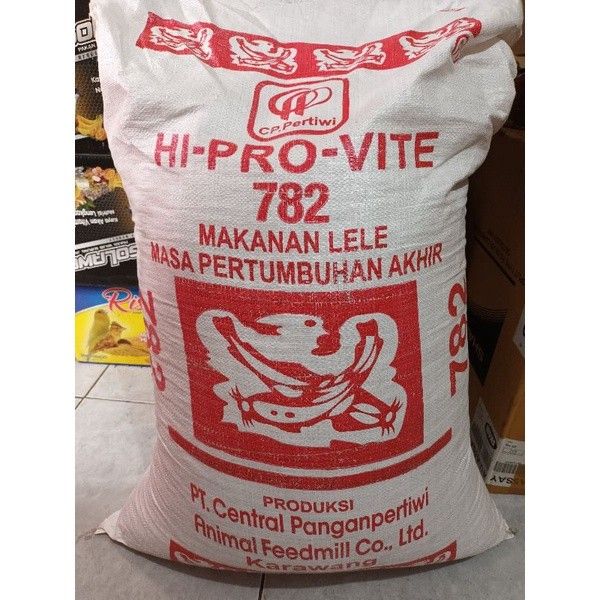 CP.Pertiwi
HI-PRO-VITE
782
MAKANAN LELE
MASA PERTUMBUHAN AKHIR
782
782
PRODUKSI
PT. Central Panganpertiwi
Animal Feedmill Co., Ltd.
Karawang